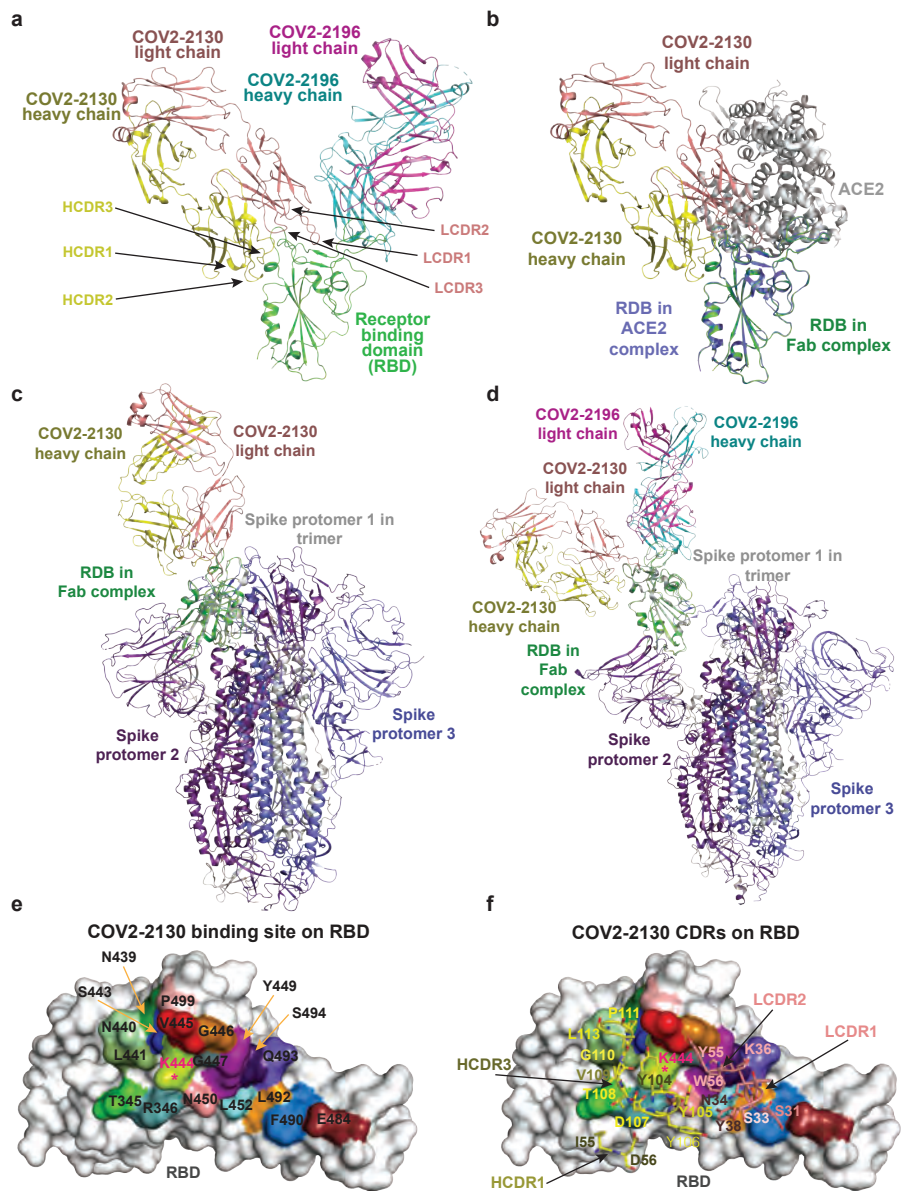 a
COV2-2130
light chain
COV2-2196
light chain
COV2-2196
heavy chain
COV2-2130
heavy chain
HCDR3
HCDR1
HCDR2
LCDR2
LCDR1
LCDR3
Receptor
binding
domain
(RBD)
b
COV2-2130
light chain
ACE2
COV2-2130
heavy chain
RDB in
ACE2
complex
RDB in
Fab complex
c
COV2-2130
heavy chain
COV2-2130
light chain
Spike protomer 1 in
trimer
RDB in
Fab complex
Spike
protomer 2
Spike
protomer 3
d
COV2-2196
light chain
COV2-2196
heavy chain
COV2-2130
light chain
Spike protomer 1 in
trimer
COV2-2130
heavy chain
RDB in
Fab
complex
Spike
protomer 2
Spike
protomer 3
e
COV2-2130 binding site on RBD
N439
S443
Y449
S494
P499
N440
V445
G446
L441
K444
G447
Q493
*
T345
R346
N450
L452
L492
F490
E484
RBD
f
COV2-2130 CDRs on RBD
P111
LCDR2
L113
LCDR1
K444
Y55
K36
G110
*
HCDR3
V109
Y104
W56
T108
N34
S33
S31
D107
Y105
Y38
Y106
I55
D56
HCDR1
RBD